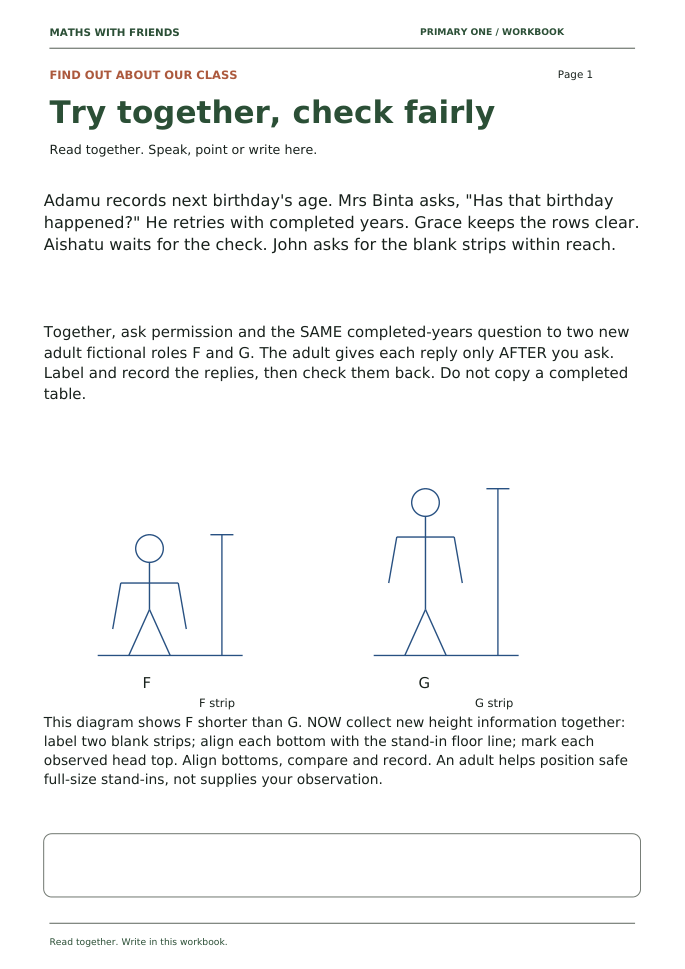 MATHS WITH FRIENDS
PRIMARY ONE / WORKBOOK
FIND OUT ABOUT OUR CLASS
Page 1
Try together, check fairly
Read together. Speak, point or write here.
Adamu records next birthday's age. Mrs Binta asks, "Has that birthday
happened?" He retries with completed years. Grace keeps the rows clear.
Aishatu waits for the check. John asks for the blank strips within reach.
Together, ask permission and the SAME completed-years question to two new
adult fictional roles F and G. The adult gives each reply only AFTER you ask.
Label and record the replies, then check them back. Do not copy a completed
table.
F
G
F strip
G strip
This diagram shows F shorter than G. NOW collect new height information together:
label two blank strips; align each bottom with the stand-in floor line; mark each
observed head top. Align bottoms, compare and record. An adult helps position safe
full-size stand-ins, not supplies your observation.
Read together. Write in this workbook.